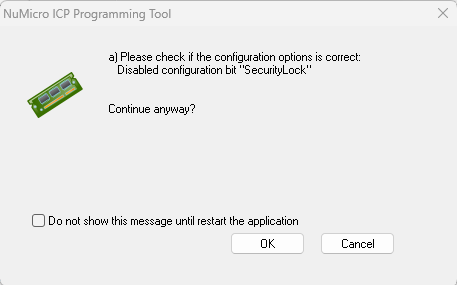 NuMicro ICP Programming Tool
a) Please check if the configuration options is correct:
Disabled configuration bit "SecurityLock"
Continue anyway?
Do not show this message until restart the application
OK Cancel